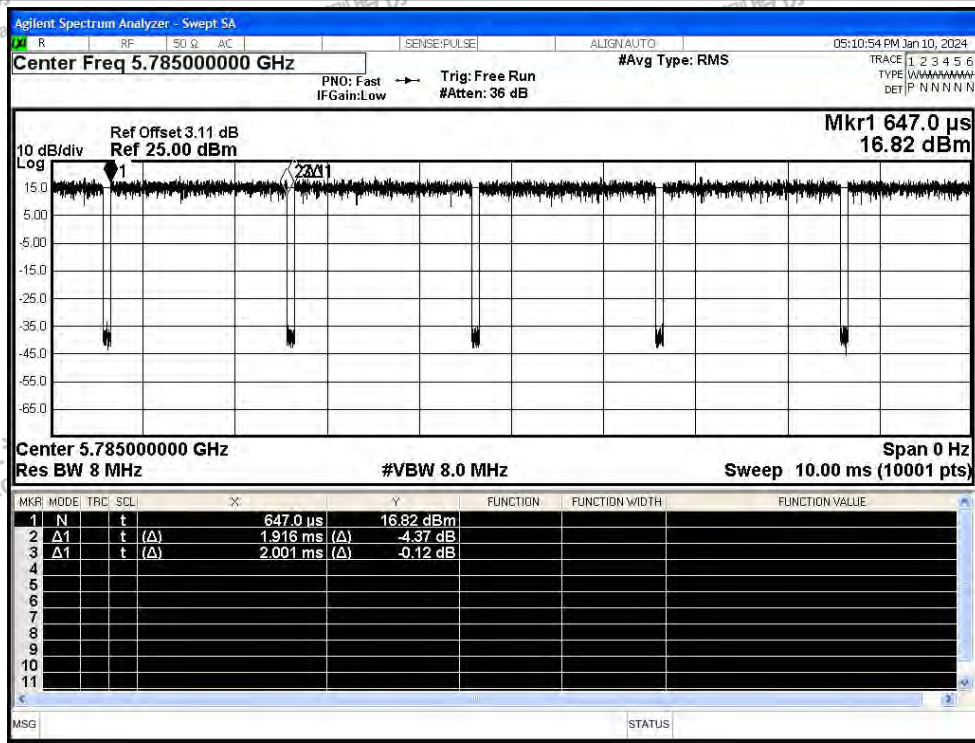 Agilent Spectrum Analyzer - Swept SA
LXI R RF 50 Ω AC SENSE:PULSE ALIGN AUTO 05:10:54 PM Jan 10, 2024
Center Freq 5.785000000 GHz #Avg Type: RMS TRACE 1 2 3 4 5 6
PNO: Fast Trig: Free Run TYPE WWWWWW
IFGain:Low #Atten: 36 dB DET P N N N N N
Mkr1 647.0 µs
Ref Offset 3.11 dB
10 dB/div Ref 25.00 dBm 16.82 dBm
Log
1
15.0
5.00
-5.00
-15.0
-25.0
-35.0
-45.0
-55.0
-65.0
Center 5.785000000 GHz Span 0 Hz
Res BW 8 MHz #VBW 8.0 MHz Sweep 10.00 ms (10001 pts)
MKR MODE TRC SCL X Y FUNCTION FUNCTION WIDTH FUNCTION VALUE
1 N t 647.0 µs 16.82 dBm
2 Δ1 t (Δ) 1.916 ms (Δ) -4.37 dB
3 Δ1 t (Δ) 2.001 ms (Δ) -0.12 dB
4
5
6
7
8
9
10
11
MSG STATUS